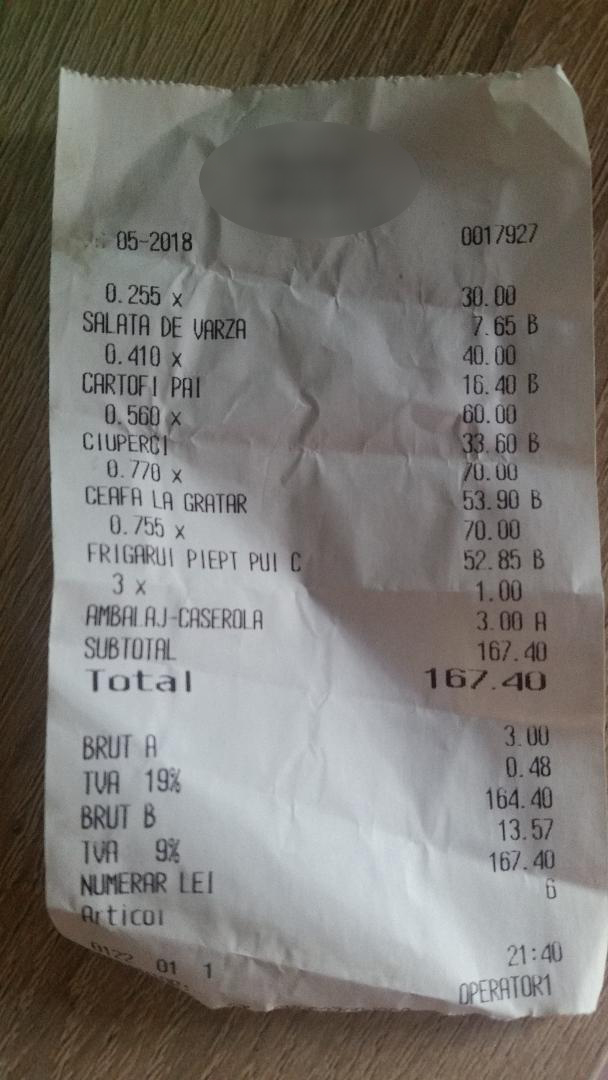 05-2018 0017927
0.255 x 30.00
SALATA DE VARZA 7.65 B
0.410 x 40.00
CARTOFI PAI 16.40 B
0.560 x 60.00
CIUPERCI 33.60 B
0.770 x 70.00
CEAFA LA GRATAR 53.90 B
0.755 x 70.00
FRIGARUI PIEPT PUI C 52.85 B
3 x 1.00
AMBALAJ-CASEROLA 3.00 A
SUBTOTAL 167.40
Total 167.40
BRUT A 3.00
TVA 19% 0.48
BRUT B 164.40
TVA 9% 13.57
NUMERAR LEI 167.40
Articol 6
0122 01 1 21:40
OPERATOR1